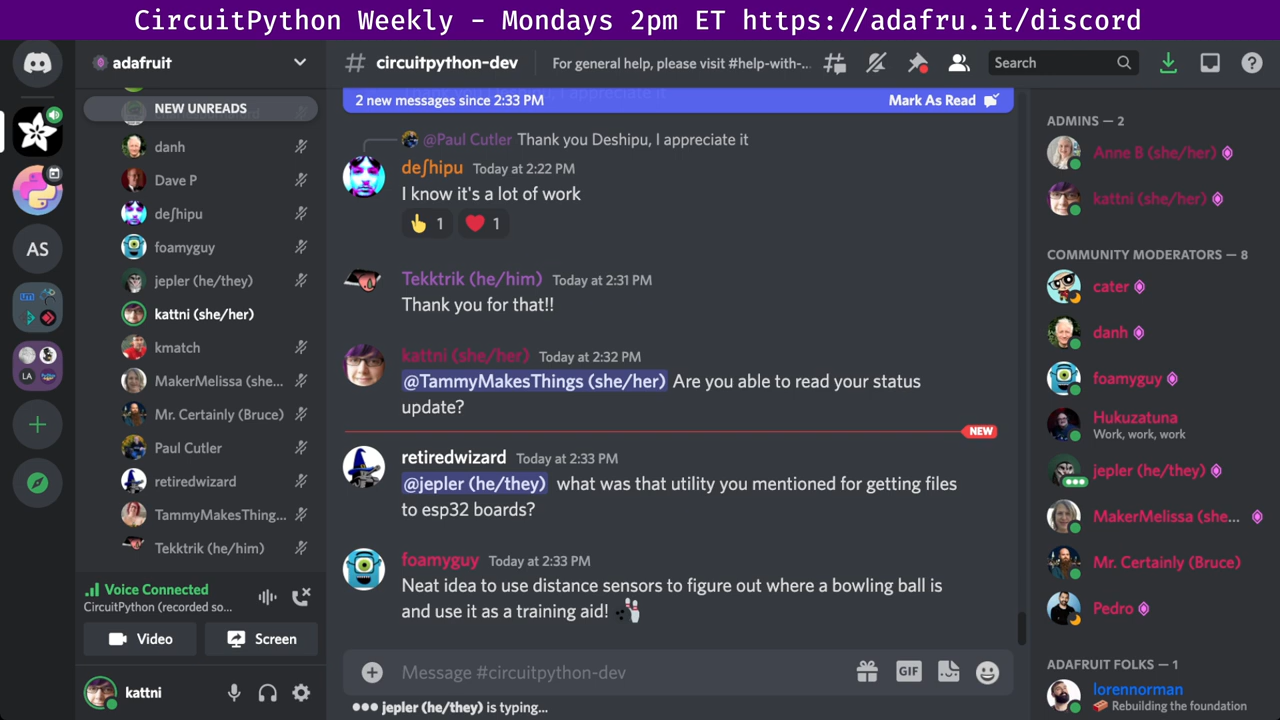 CircuitPython Weekly - Mondays 2pm ET https://adafru.it/discord
adafruit
NEW UNREADS
danh
Dave P
deʃhipu
foamyguy
jepler (he/they)
kattni (she/her)
kmatch
MakerMelissa (she...
Mr. Certainly (Bruce)
Paul Cutler
retiredwizard
TammyMakesThing...
Tekktrik (he/him)
Voice Connected
CircuitPython (recorded so...
Video
Screen
kattni
AS
LA
circuitpython-dev
For general help, please visit #help-with-...
Search
2 new messages since 2:33 PM
Mark As Read
@Paul Cutler Thank you Deshipu, I appreciate it
deʃhipu Today at 2:22 PM
I know it's a lot of work
1
1
Tekktrik (he/him) Today at 2:31 PM
Thank you for that!!
kattni (she/her) Today at 2:32 PM
@TammyMakesThings (she/her) Are you able to read your status
update?
NEW
retiredwizard Today at 2:33 PM
@jepler (he/they) what was that utility you mentioned for getting files
to esp32 boards?
foamyguy Today at 2:33 PM
Neat idea to use distance sensors to figure out where a bowling ball is
and use it as a training aid!
Message #circuitpython-dev
GIF
jepler (he/they) is typing...
ADMINS — 2
Anne B (she/her)
kattni (she/her)
COMMUNITY MODERATORS — 8
cater
danh
foamyguy
Hukuzatuna
Work, work, work
jepler (he/they)
MakerMelissa (she...
Mr. Certainly (Bruce)
Pedro
ADAFRUIT FOLKS — 1
lorennorman
Rebuilding the foundation